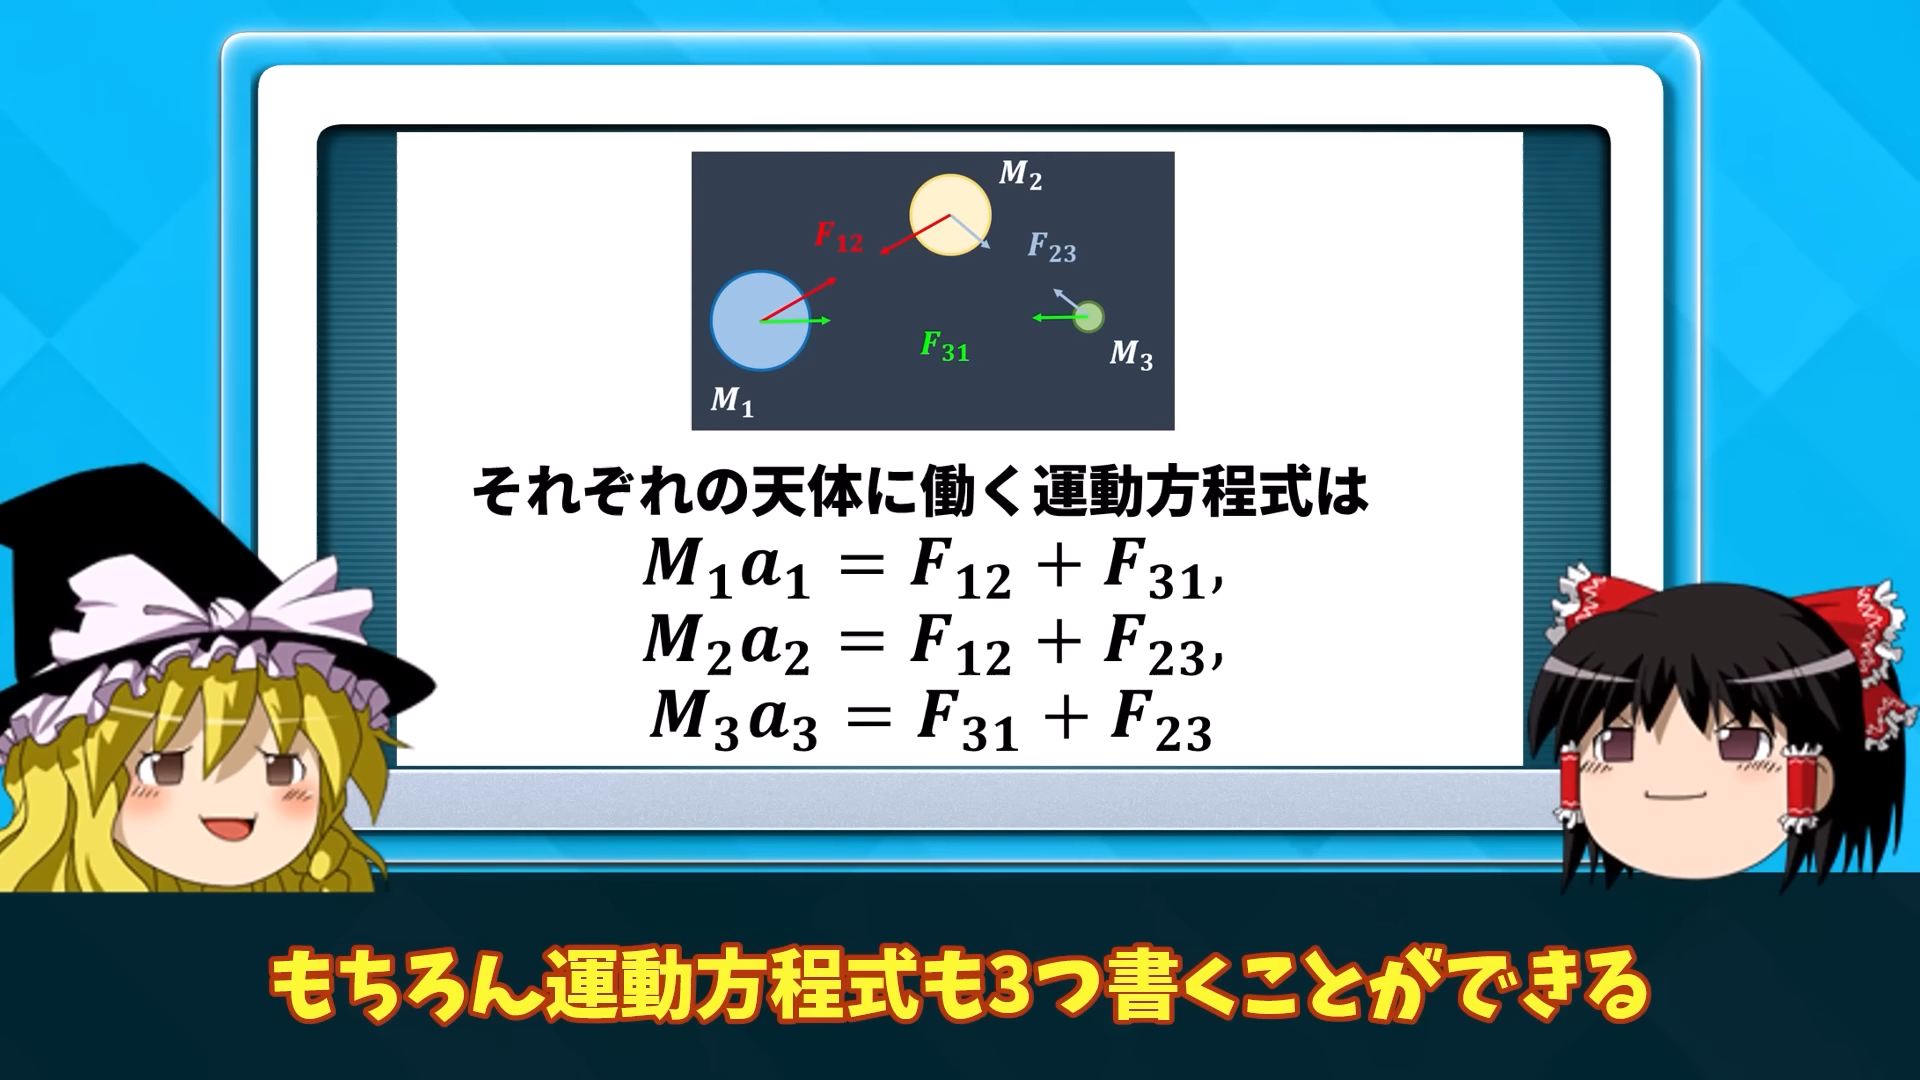 M₂
F₁₂
F₂₃
F₃₁
M₃
M₁
それぞれの天体に働く運動方程式は
M₁a₁ = F₁₂ + F₃₁,
M₂a₂ = F₁₂ + F₂₃,
M₃a₃ = F₃₁ + F₂₃
もちろん運動方程式も3つ書くことができる